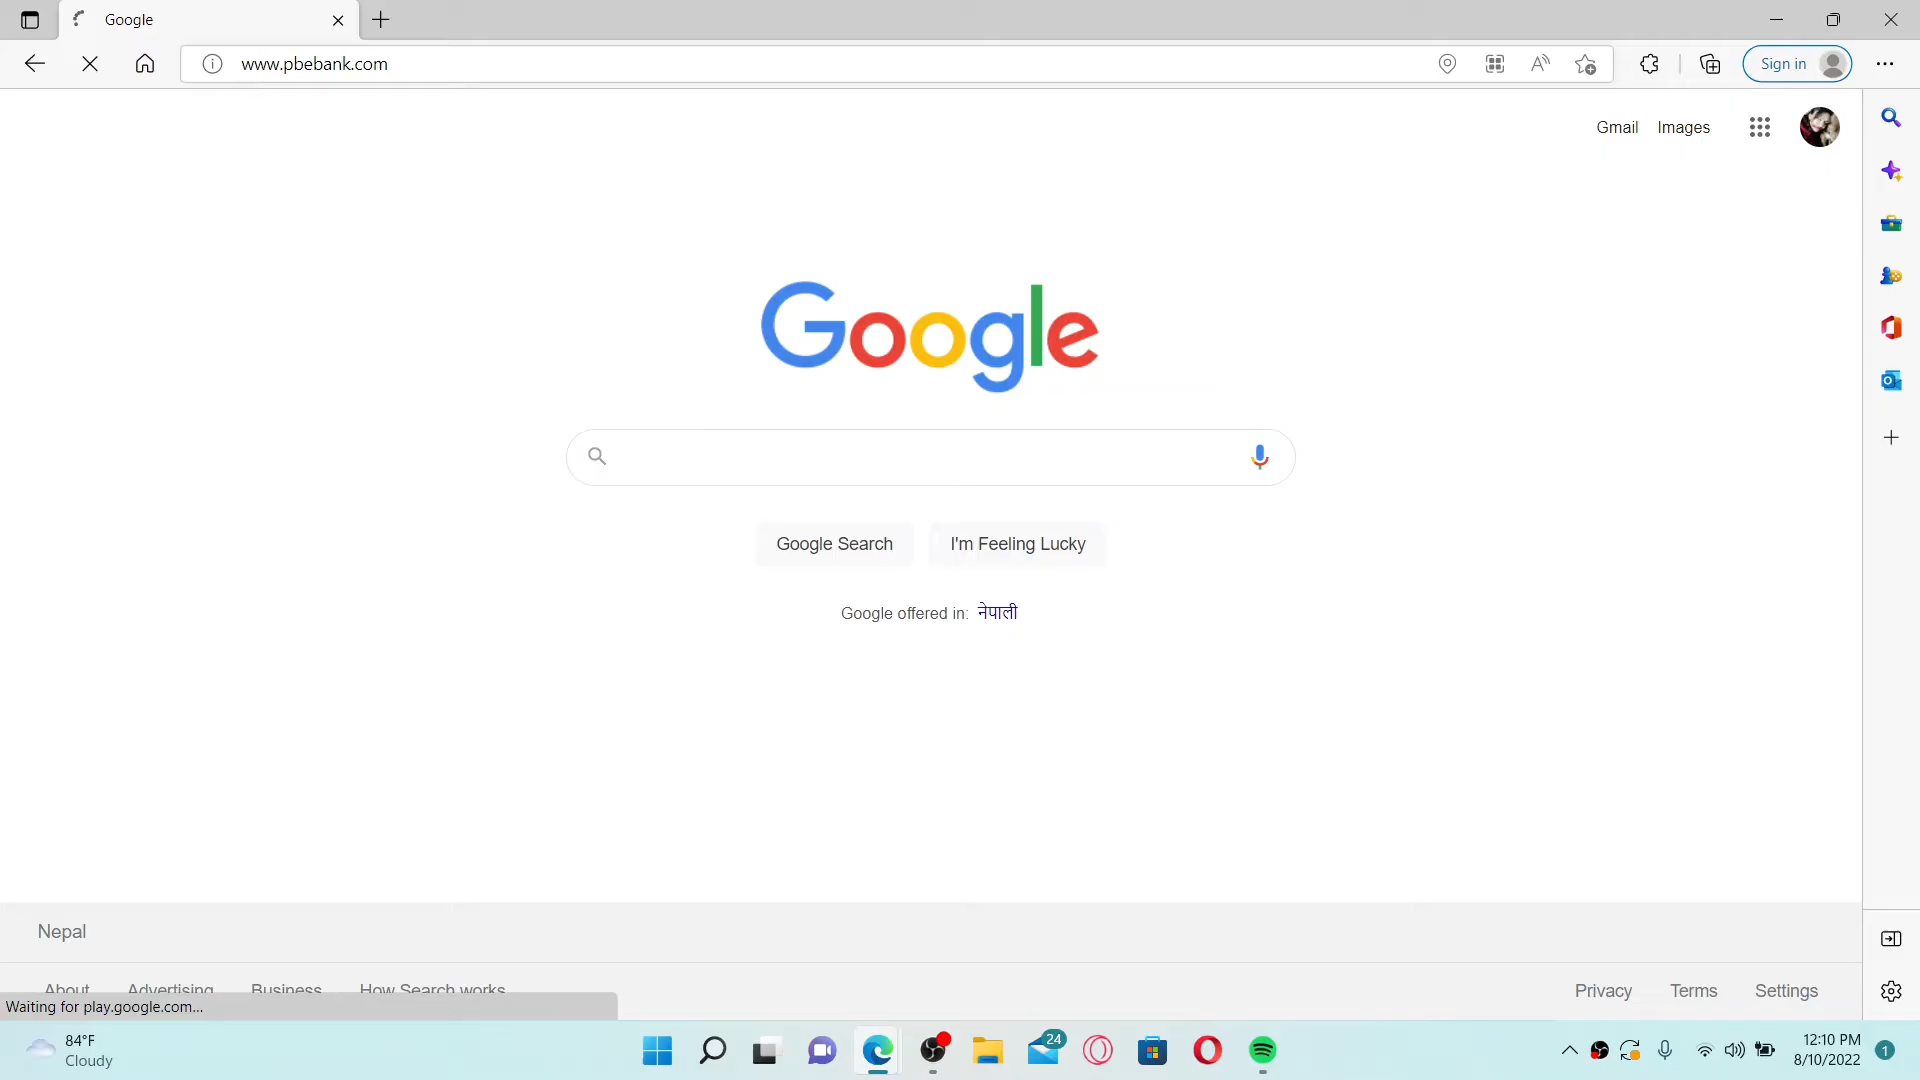 Google
www.pbebank.com
Sign in
Gmail Images
Google
Google Search I'm Feeling Lucky
Google offered in: नेपाली
Nepal
About Advertising Business How Search works Privacy Terms Settings
Waiting for play.google.com...
84°F
Cloudy
24
12:10 PM
8/10/2022
1